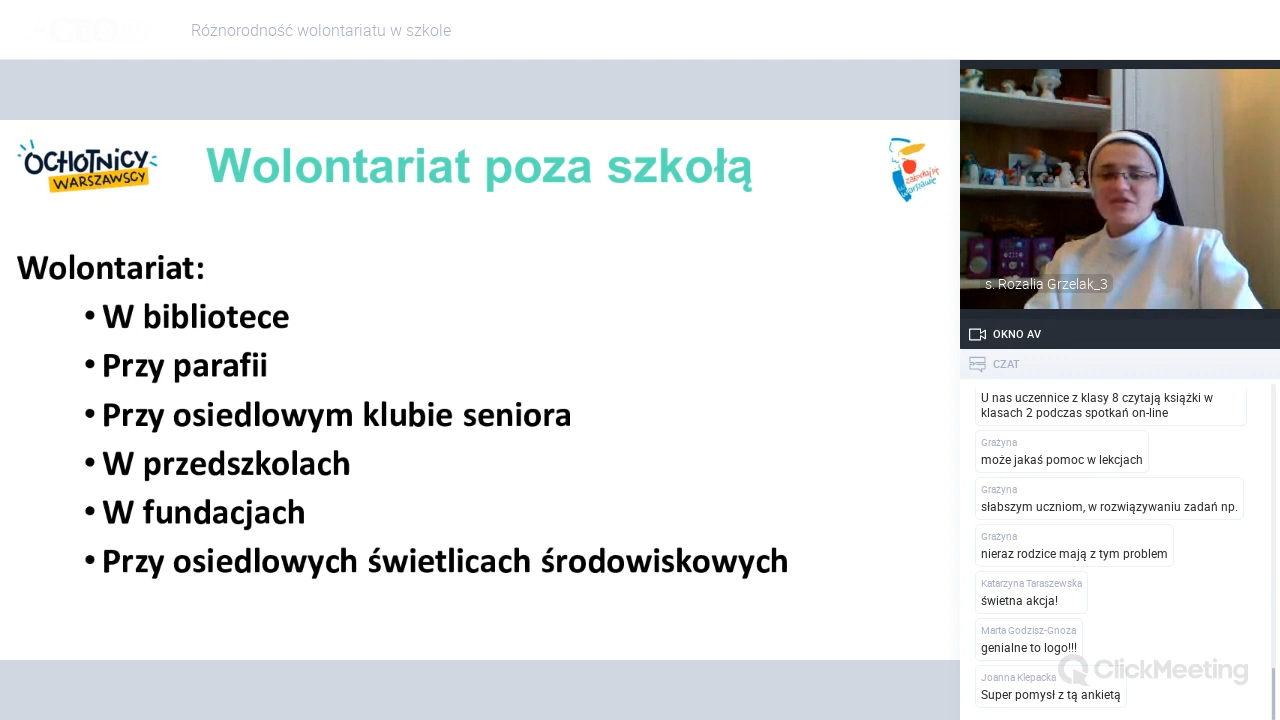 Różnorodność wolontariatu w szkole
OCHOTNICY
WARSZAWSCY
Wolontariat poza szkołą
zakochaj się
w Warszawie
Wolontariat:
• W bibliotece
• Przy parafii
• Przy osiedlowym klubie seniora
• W przedszkolach
• W fundacjach
• Przy osiedlowych świetlicach środowiskowych
s. Rozalia Grzelak_3
OKNO AV
CZAT
U nas uczennice z klasy 8 czytają książki w
klasach 2 podczas spotkań on-line
Grażyna
może jakaś pomoc w lekcjach
Grażyna
słabszym uczniom, w rozwiązywaniu zadań np.
Grażyna
nieraz rodzice mają z tym problem
Katarzyna Taraszewska
świetna akcja!
Marta Godzisz-Gnoza
genialne to logo!!!
Joanna Klepacka
Super pomysł z tą ankietą
ClickMeeting